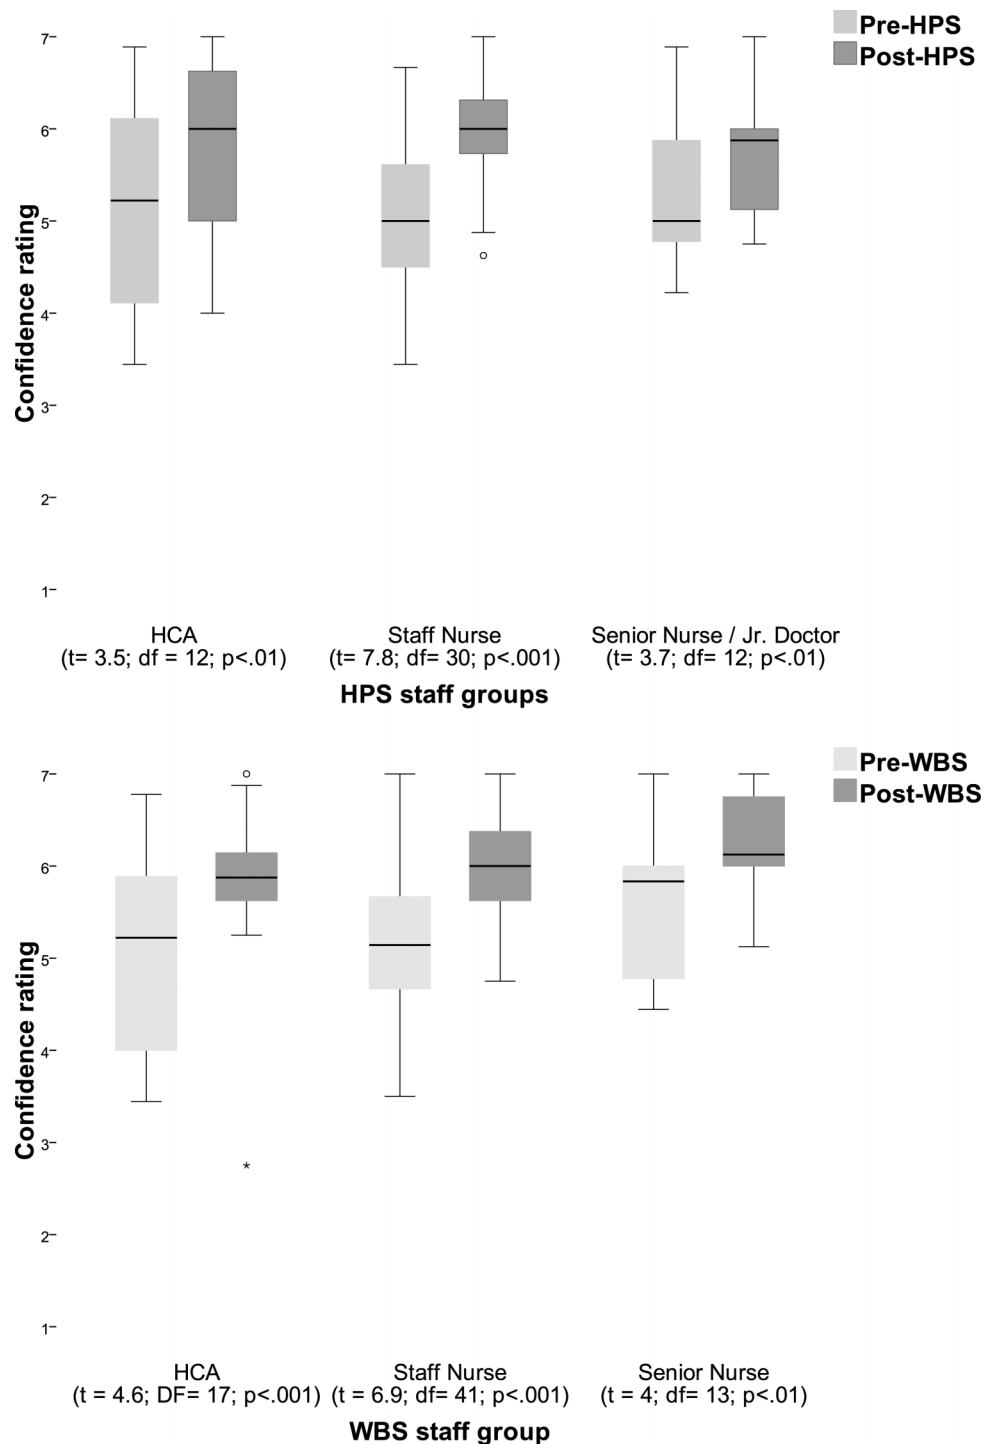 Pre-HPS
Post-HPS
7
6
5
4
3
2
1
Confidence rating
HCA
(t= 3.5; df = 12; p<.01)
Staff Nurse
(t= 7.8; df= 30; p<.001)
Senior Nurse / Jr. Doctor
(t= 3.7; df= 12; p<.01)
HPS staff groups
Pre-WBS
Post-WBS
7
6
5
4
3
2
1
Confidence rating
HCA
(t = 4.6; DF= 17; p<.001)
Staff Nurse
(t = 6.9; df= 41; p<.001)
Senior Nurse
(t = 4; df= 13; p<.01)
WBS staff group